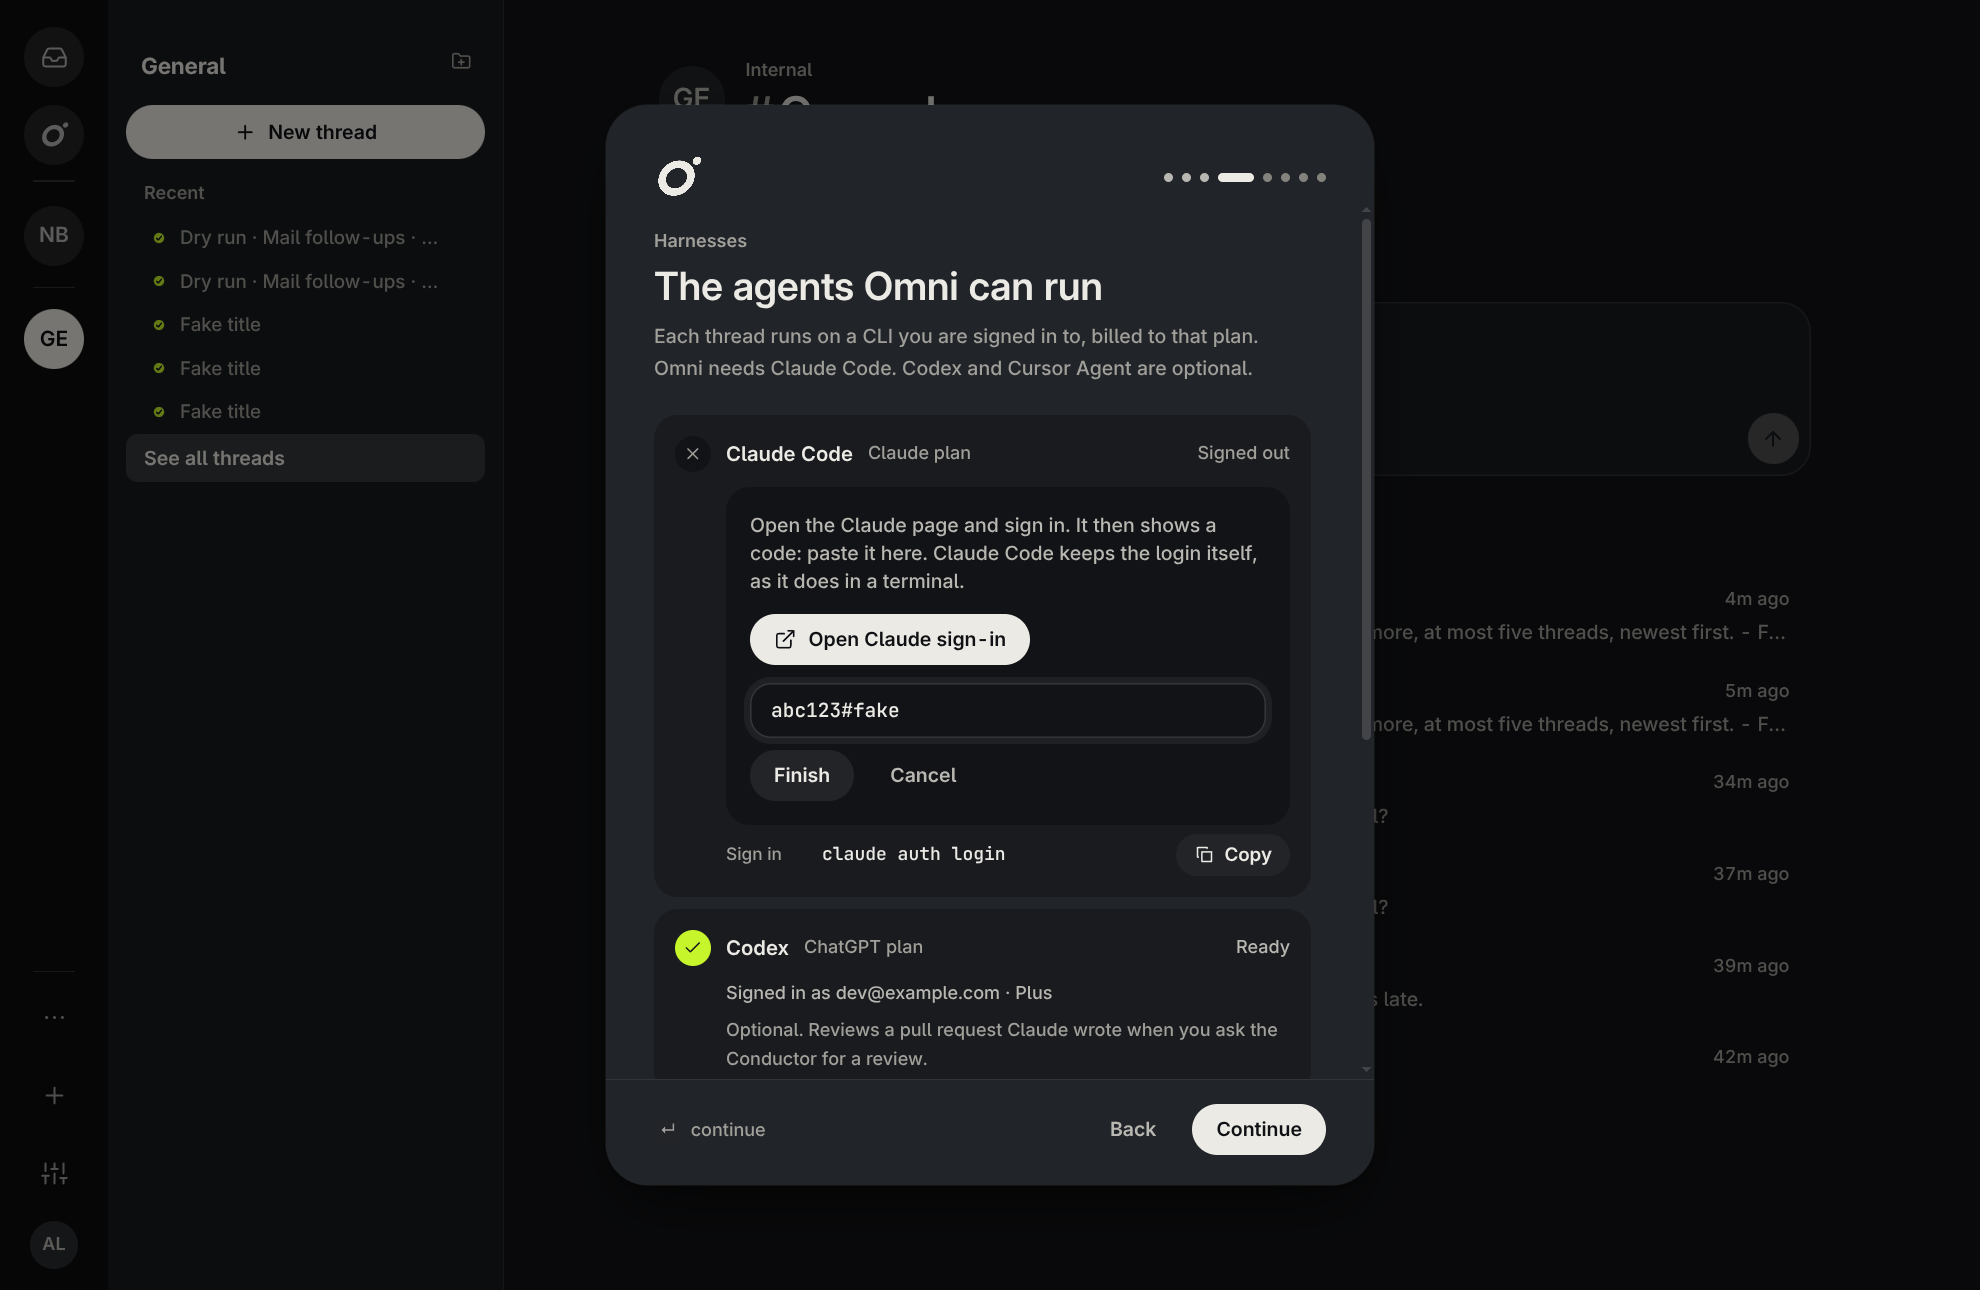 General
New thread
Recent
Dry run · Mail follow-ups · ...
Dry run · Mail follow-ups · ...
Fake title
Fake title
Fake title
See all threads
NB
GE
AL
Internal
GE
Harnesses
The agents Omni can run
Each thread runs on a CLI you are signed in to, billed to that plan.
Omni needs Claude Code. Codex and Cursor Agent are optional.
Claude Code Claude plan Signed out
Open the Claude page and sign in. It then shows a
code: paste it here. Claude Code keeps the login itself,
as it does in a terminal.
Open Claude sign-in
abc123#fake
Finish Cancel
Sign in claude auth login Copy
Codex ChatGPT plan Ready
Signed in as dev@example.com · Plus
Optional. Reviews a pull request Claude wrote when you ask the
Conductor for a review.
continue Back Continue
4m ago
more, at most five threads, newest first. - F...
5m ago
more, at most five threads, newest first. - F...
34m ago
l?
37m ago
l?
39m ago
s late.
42m ago